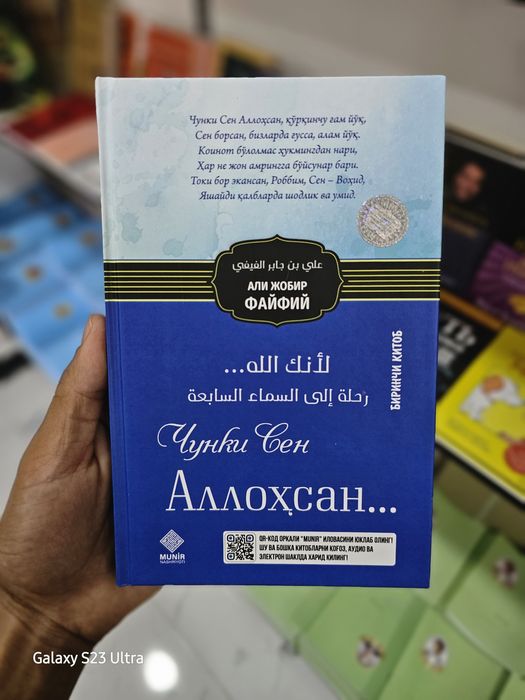 Чунки Сен Аллоҳсан, қўрқинчу ғам йўқ,
Сен борсан, бизларда ғусса, алам йўқ.
Коинот бўлолмас ҳукмингдан нари,
Ҳар не жон амрингга бўйсунар бари.
Токи бор экансан, Роббим, Сен – Воҳид,
Яшайди қалбларда шодлик ва умид.
علي بن جابر الفيفي
АЛИ ЖОБИР
ФАЙФИЙ
لأنك الله...
رحلة إلى السماء السابعة
БИРИНЧИ КИТОБ
Чунки Сен
Аллоҳсан...
MUNIR
NASHRIYOTI
QR-КОД ОРҚАЛИ "MUNIR" ИЛОВАСИНИ ЮКЛАБ ОЛИНГ!
ШУ ВА БОШҚА КИТОБЛАРНИ ҚОҒОЗ, АУДИО ВА
ЭЛЕКТРОН ШАКЛДА ХАРИД ҚИЛИНГ!
Galaxy S23 Ultra